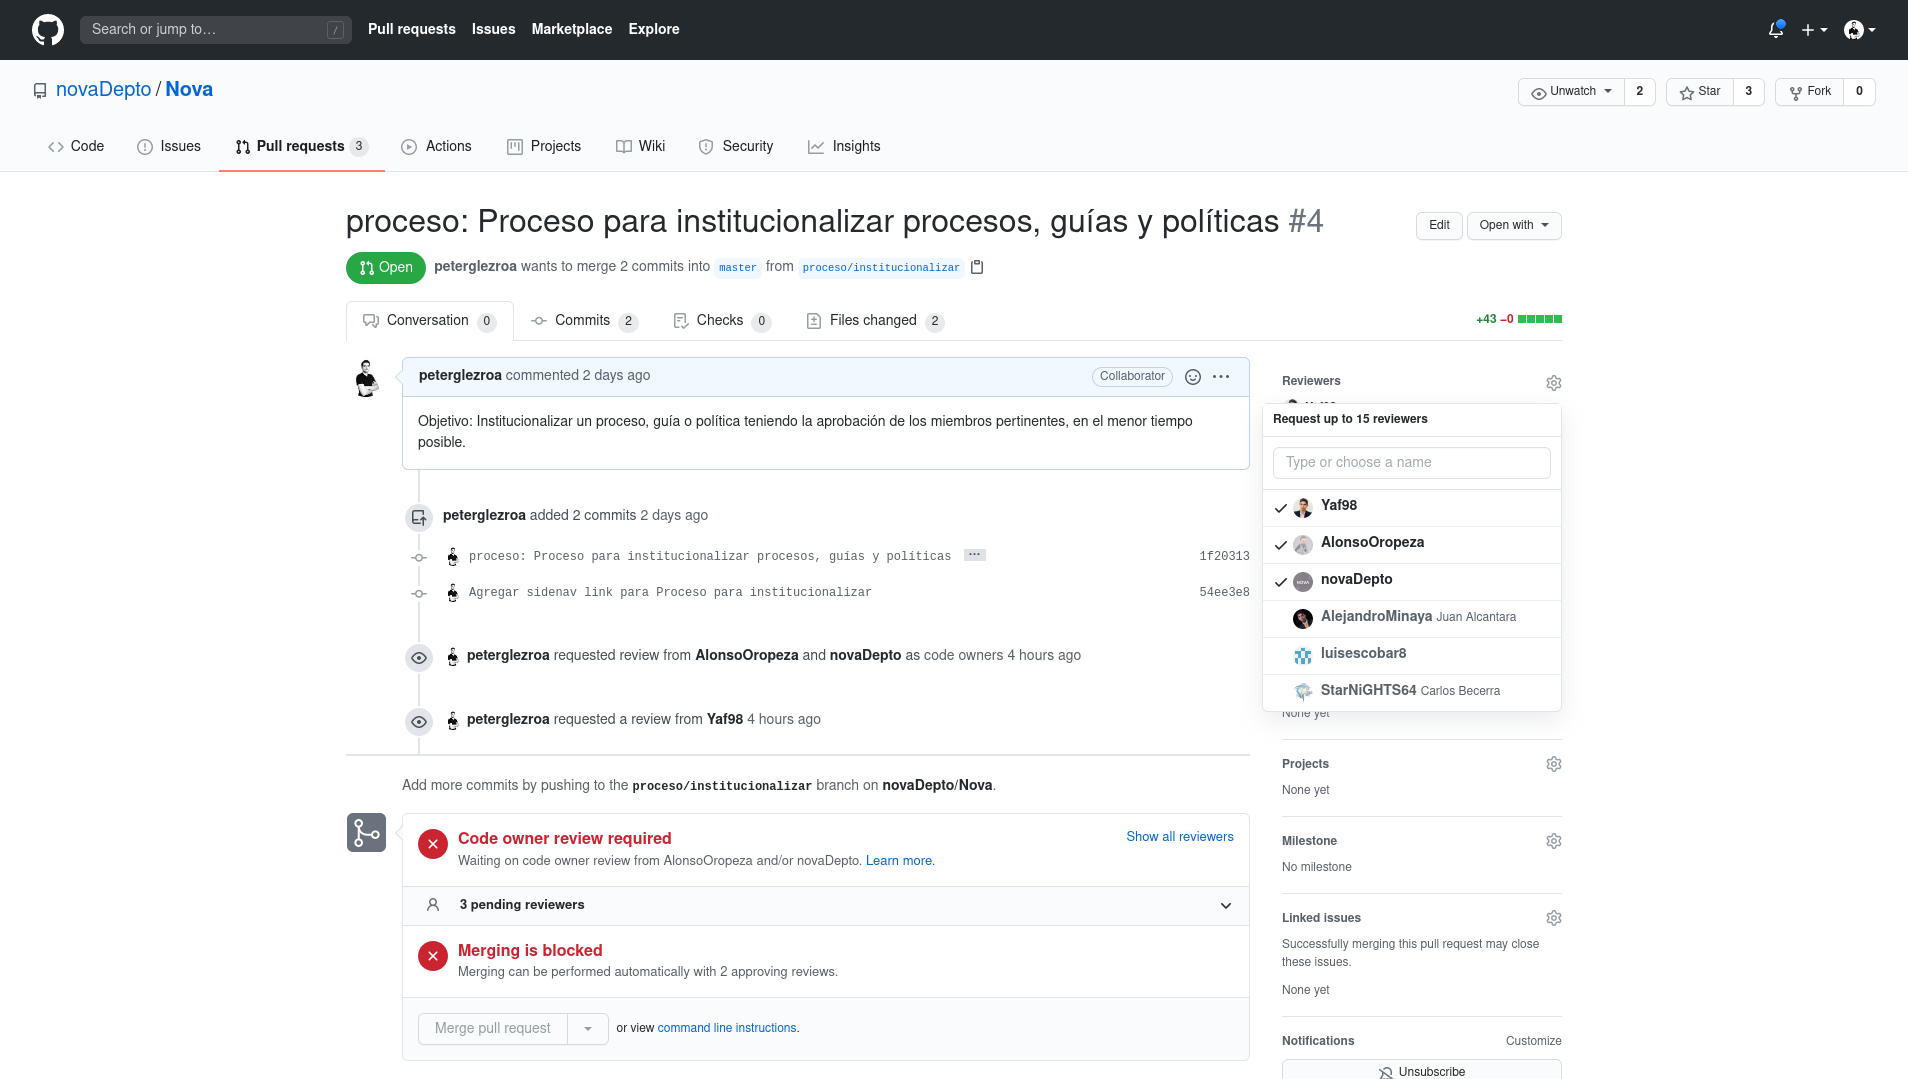 Search or jump to…
/
Pull requests Issues Marketplace Explore
novaDepto / Nova
Unwatch 2
Star 3
Fork 0
Code
Issues
Pull requests 3
Actions
Projects
Wiki
Security
Insights
proceso: Proceso para institucionalizar procesos, guías y políticas #4
Edit
Open with
Open
peterglezroa wants to merge 2 commits into master from proceso/institucionalizar
Conversation 0
Commits 2
Checks 0
Files changed 2
+43 −0
peterglezroa commented 2 days ago
Collaborator
Objetivo: Institucionalizar un proceso, guía o política teniendo la aprobación de los miembros pertinentes, en el menor tiempo
posible.
peterglezroa added 2 commits 2 days ago
proceso: Proceso para institucionalizar procesos, guías y políticas … 1f20313
Agregar sidenav link para Proceso para institucionalizar 54ee3e8
peterglezroa requested review from AlonsoOropeza and novaDepto as code owners 4 hours ago
peterglezroa requested a review from Yaf98 4 hours ago
Add more commits by pushing to the proceso/institucionalizar branch on novaDepto/Nova.
Code owner review required
Show all reviewers
Waiting on code owner review from AlonsoOropeza and/or novaDepto. Learn more.
3 pending reviewers
Merging is blocked
Merging can be performed automatically with 2 approving reviews.
Merge pull request
or view command line instructions.
Reviewers
Request up to 15 reviewers
Type or choose a name
Yaf98
AlonsoOropeza
NOVA
novaDepto
AlejandroMinaya Juan Alcantara
luisescobar8
StarNiGHTS64 Carlos Becerra
None yet
Projects
None yet
Milestone
No milestone
Linked issues
Successfully merging this pull request may close
these issues.
None yet
Notifications
Customize
Unsubscribe